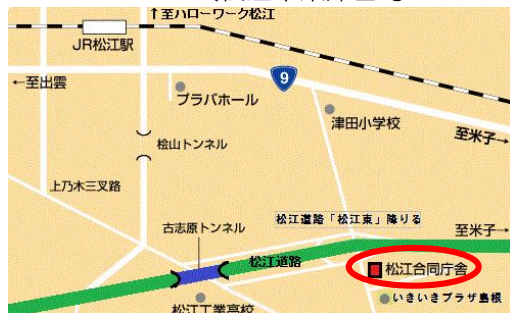 ↑至ハローワーク松江
JR松江駅
←至出雲
9
プラバホール
津田小学校
至米子→
桧山トンネル
上乃木三叉路
松江道路「松江東」降りる
古志原トンネル
至米子→
松江道路
松江合同庁舎
いきいきプラザ島根
松江工業高校